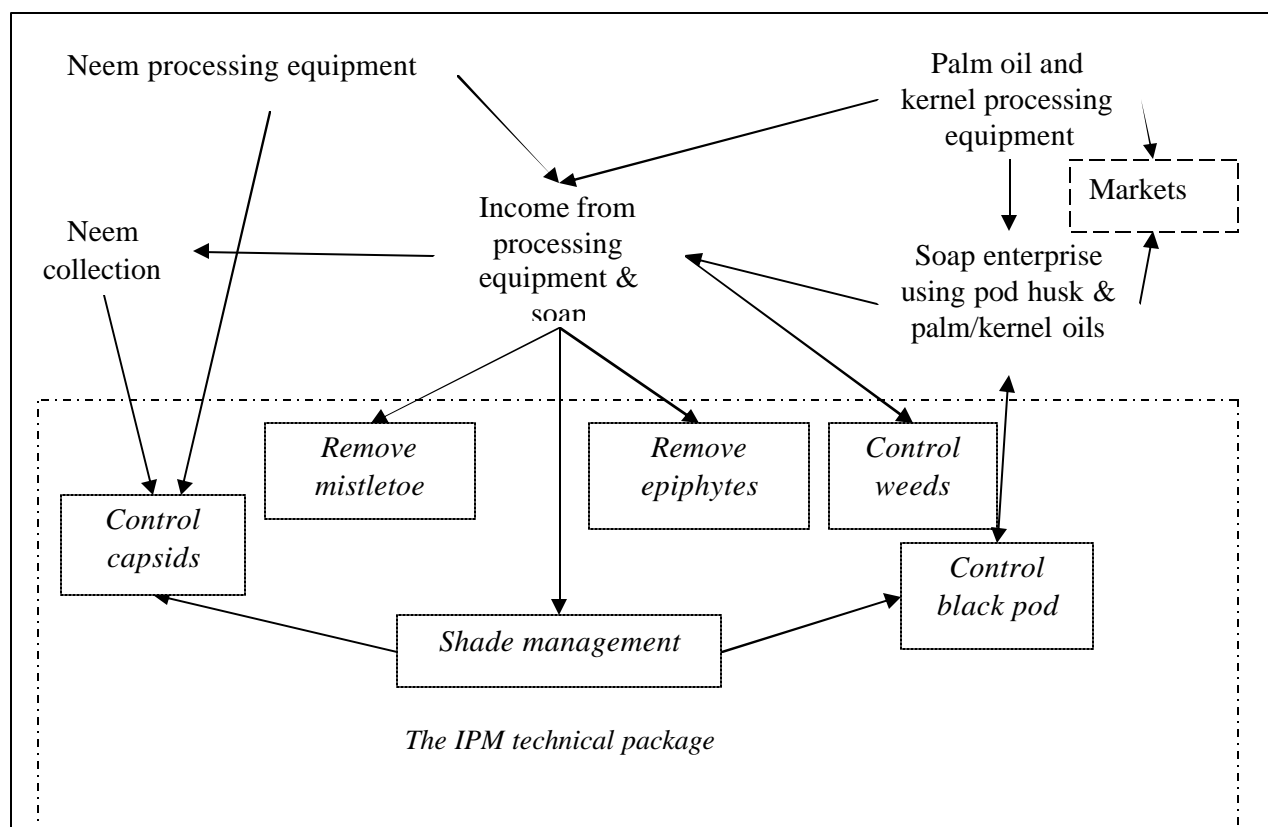 Neem processing equipment
Palm oil and
kernel processing
equipment
Markets
Neem
collection
Income from
processing
equipment &
soap
Soap enterprise
using pod husk &
palm/kernel oils
Remove
mistletoe
Remove
epiphytes
Control
weeds
Control
capsids
Control
black pod
Shade management
The IPM technical package